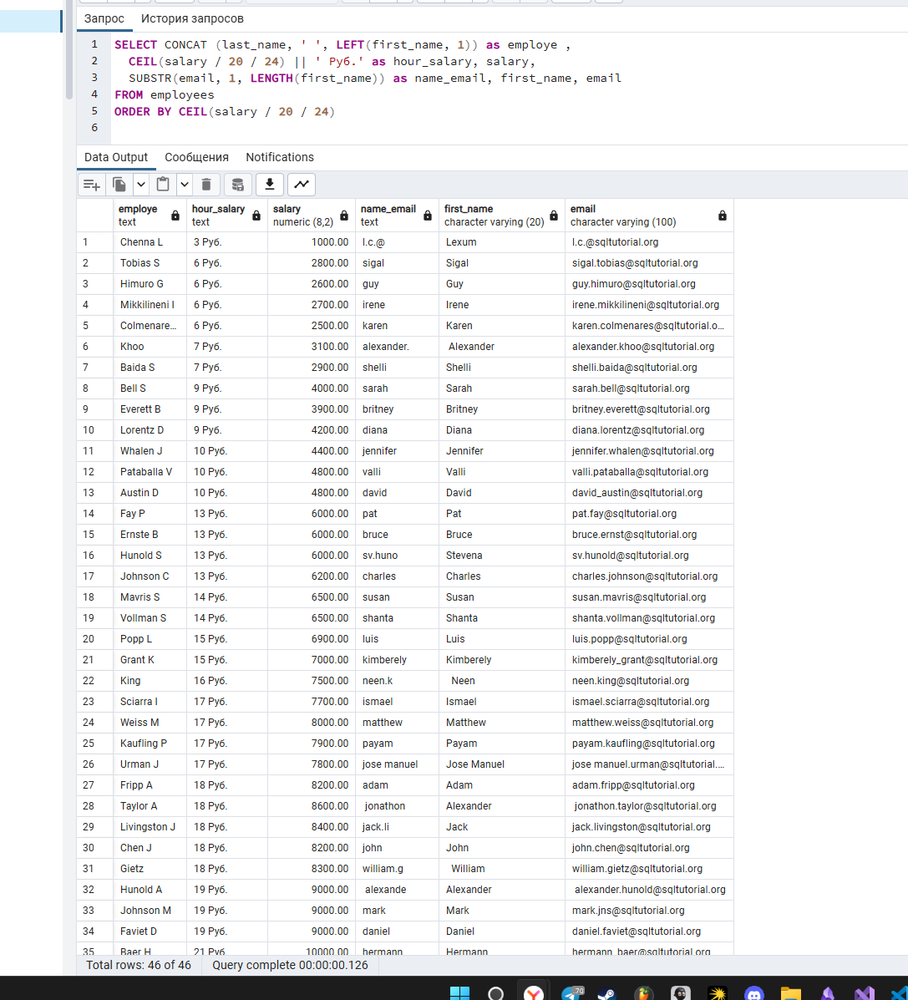 Запрос История запросов
1 SELECT CONCAT (last_name, ' ', LEFT(first_name, 1)) as employe ,
2 CEIL(salary / 20 / 24) || ' Руб.' as hour_salary, salary,
3 SUBSTR(email, 1, LENGTH(first_name)) as name_email, first_name, email
4 FROM employees
5 ORDER BY CEIL(salary / 20 / 24)
6
Data Output Сообщения Notifications
employe hour_salary salary name_email first_name email
text text numeric (8,2) text character varying (20) character varying (100)
1 Chenna L 3 Руб. 1000.00 l.c.@ Lexum l.c.@sqltutorial.org
2 Tobias S 6 Руб. 2800.00 sigal Sigal sigal.tobias@sqltutorial.org
3 Himuro G 6 Руб. 2600.00 guy Guy guy.himuro@sqltutorial.org
4 Mikkilineni I 6 Руб. 2700.00 irene Irene irene.mikkilineni@sqltutorial.org
5 Colmenare... 6 Руб. 2500.00 karen Karen karen.colmenares@sqltutorial.o...
6 Khoo 7 Руб. 3100.00 alexander. Alexander alexander.khoo@sqltutorial.org
7 Baida S 7 Руб. 2900.00 shelli Shelli shelli.baida@sqltutorial.org
8 Bell S 9 Руб. 4000.00 sarah Sarah sarah.bell@sqltutorial.org
9 Everett B 9 Руб. 3900.00 britney Britney britney.everett@sqltutorial.org
10 Lorentz D 9 Руб. 4200.00 diana Diana diana.lorentz@sqltutorial.org
11 Whalen J 10 Руб. 4400.00 jennifer Jennifer jennifer.whalen@sqltutorial.org
12 Pataballa V 10 Руб. 4800.00 valli Valli valli.pataballa@sqltutorial.org
13 Austin D 10 Руб. 4800.00 david David david_austin@sqltutorial.org
14 Fay P 13 Руб. 6000.00 pat Pat pat.fay@sqltutorial.org
15 Ernste B 13 Руб. 6000.00 bruce Bruce bruce.ernst@sqltutorial.org
16 Hunold S 13 Руб. 6000.00 sv.huno Stevena sv.hunold@sqltutorial.org
17 Johnson C 13 Руб. 6200.00 charles Charles charles.johnson@sqltutorial.org
18 Mavris S 14 Руб. 6500.00 susan Susan susan.mavris@sqltutorial.org
19 Vollman S 14 Руб. 6500.00 shanta Shanta shanta.vollman@sqltutorial.org
20 Popp L 15 Руб. 6900.00 luis Luis luis.popp@sqltutorial.org
21 Grant K 15 Руб. 7000.00 kimberely Kimberely kimberely_grant@sqltutorial.org
22 King 16 Руб. 7500.00 neen.k Neen neen.king@sqltutorial.org
23 Sciarra I 17 Руб. 7700.00 ismael Ismael ismael.sciarra@sqltutorial.org
24 Weiss M 17 Руб. 8000.00 matthew Matthew matthew.weiss@sqltutorial.org
25 Kaufling P 17 Руб. 7900.00 payam Payam payam.kaufling@sqltutorial.org
26 Urman J 17 Руб. 7800.00 jose manuel Jose Manuel jose manuel.urman@sqltutorial....
27 Fripp A 18 Руб. 8200.00 adam Adam adam.fripp@sqltutorial.org
28 Taylor A 18 Руб. 8600.00 jonathon Alexander jonathon.taylor@sqltutorial.org
29 Livingston J 18 Руб. 8400.00 jack.li Jack jack.livingston@sqltutorial.org
30 Chen J 18 Руб. 8200.00 john John john.chen@sqltutorial.org
31 Gietz 18 Руб. 8300.00 william.g William william.gietz@sqltutorial.org
32 Hunold A 19 Руб. 9000.00 alexande Alexander alexander.hunold@sqltutorial.org
33 Johnson M 19 Руб. 9000.00 mark Mark mark.jns@sqltutorial.org
34 Faviet D 19 Руб. 9000.00 daniel Daniel daniel.faviet@sqltutorial.org
35 Baer H 21 Руб. 10000.00 hermann Hermann hermann_baer@sqltutorial.org
Total rows: 46 of 46 Query complete 00:00:00.126
70